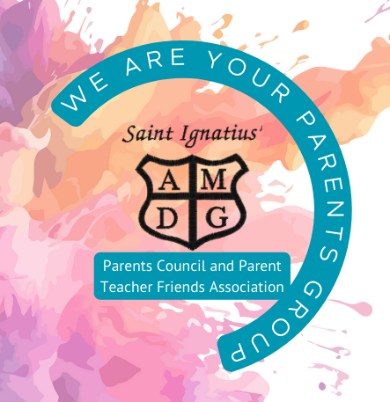 WE ARE YOUR PARENTS GROUP
Saint Ignatius'
A M
D G
Parents Council and Parent
Teacher Friends Association